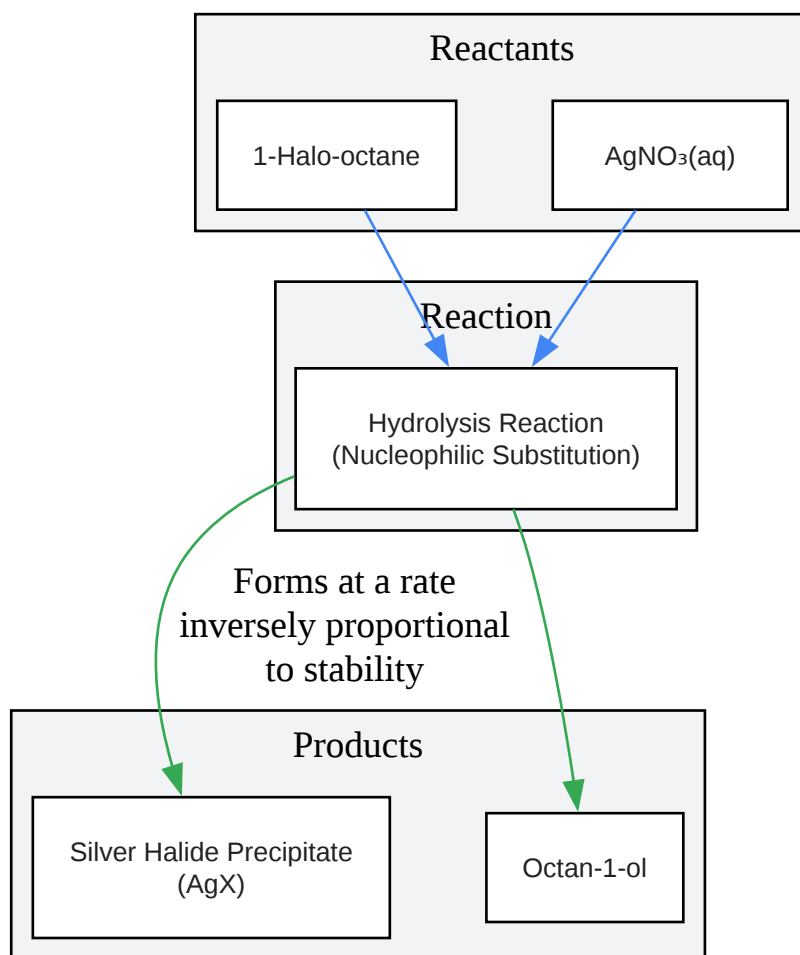 Reactants
1-Halo-octane
AgNO₃(aq)
Reaction
Hydrolysis Reaction
(Nucleophilic Substitution)
Forms at a rate
inversely proportional
to stability
Products
Silver Halide Precipitate
(AgX)
Octan-1-ol